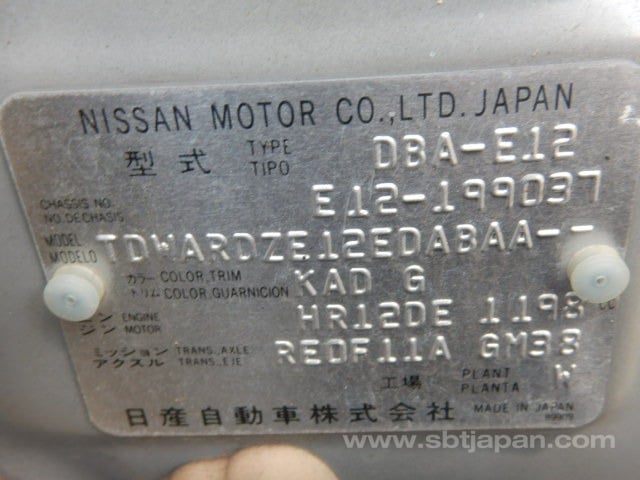 NISSAN MOTOR CO.,LTD. JAPAN
型式 TYPE TIPO DBA-E12
CHASSIS NO. NO.DECHASIS E12-199037
MODEL MODELO TDWARDZE12EDABAA--
カラー トリム COLOR,TRIM COLOR,GUARNICION KAD G
ENGINE MOTOR HR12DE 1198 CC
ミッション アクスル TRANS.,AXLE TRANS.,EJE REOF11A GM38
工場 PLANT PLANTA W
日産自動車株式会社 MADE IN JAPAN
www.sbtjapan.com